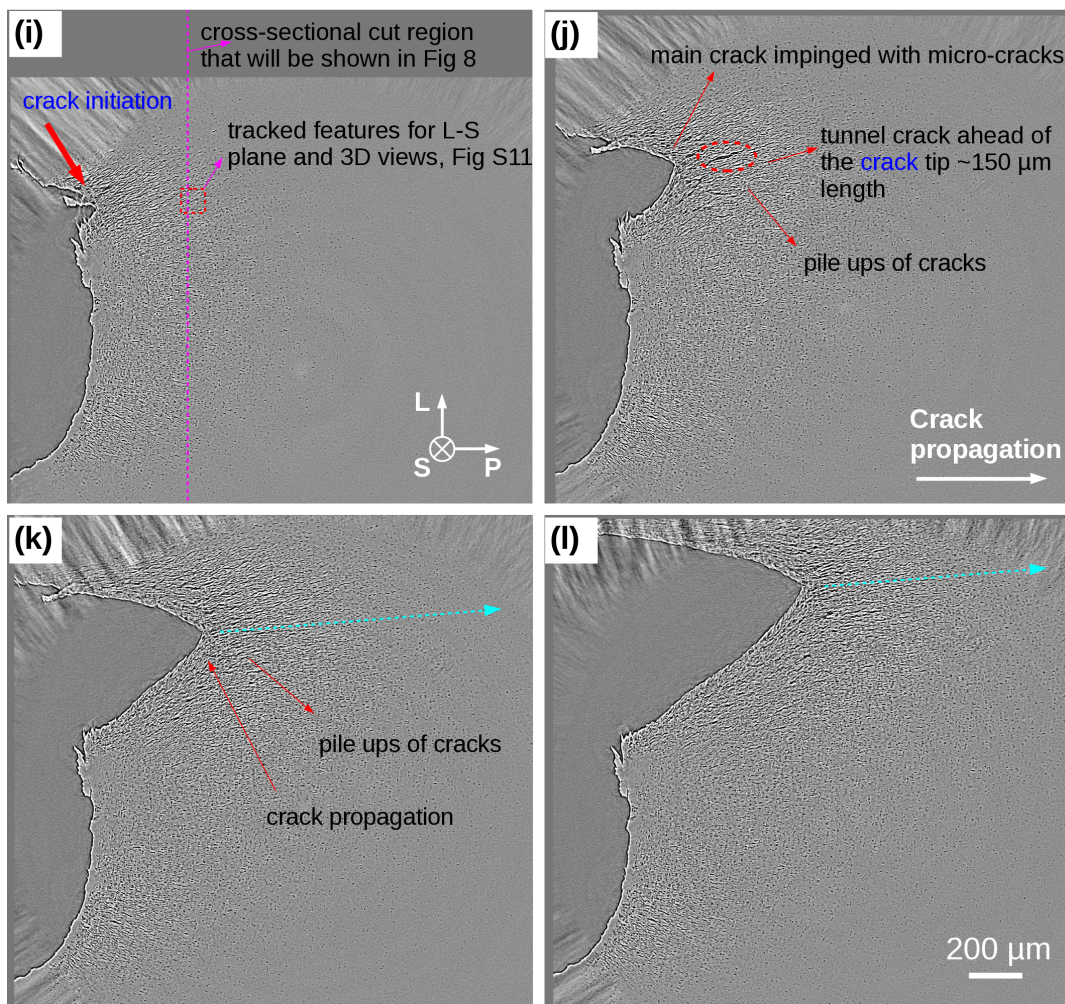 (i)
cross-sectional cut region
that will be shown in Fig 8
crack initiation
tracked features for L-S
plane and 3D views, Fig S11
L
S
P
(j)
main crack impinged with micro-cracks
tunnel crack ahead of
the crack tip ~150 µm
length
pile ups of cracks
Crack
propagation
(k)
pile ups of cracks
crack propagation
(l)
200 µm